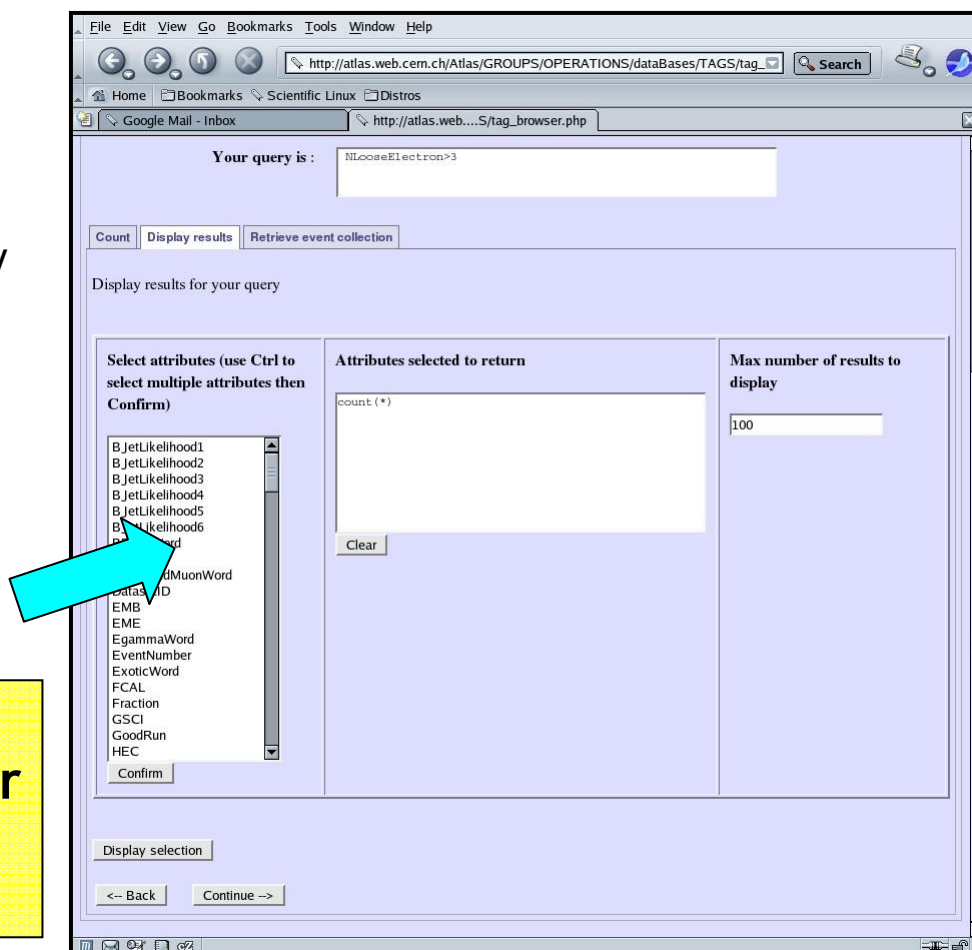 File Edit View Go Bookmarks Tools Window Help
http://atlas.web.cern.ch/Atlas/GROUPS/OPERATIONS/dataBases/TAGS/tag_
Search
Home Bookmarks Scientific Linux Distros
Google Mail - Inbox
http://atlas.web....S/tag_browser.php
Your query is :
NLooseElectron>3
y
Count
Display results
Retrieve event collection
Display results for your query
Select attributes (use Ctrl to
select multiple attributes then
Confirm)
BJetLikelihood1
BJetLikelihood2
BJetLikelihood3
BJetLikelihood4
BJetLikelihood5
BJetLikelihood6
dMuonWord
EMB
EME
EgammaWord
EventNumber
ExoticWord
FCAL
Fraction
GSCI
GoodRun
HEC
Confirm
Attributes selected to return
count(*)
Clear
Max number of results to
display
100
r
Display selection
<-- Back
Continue -->